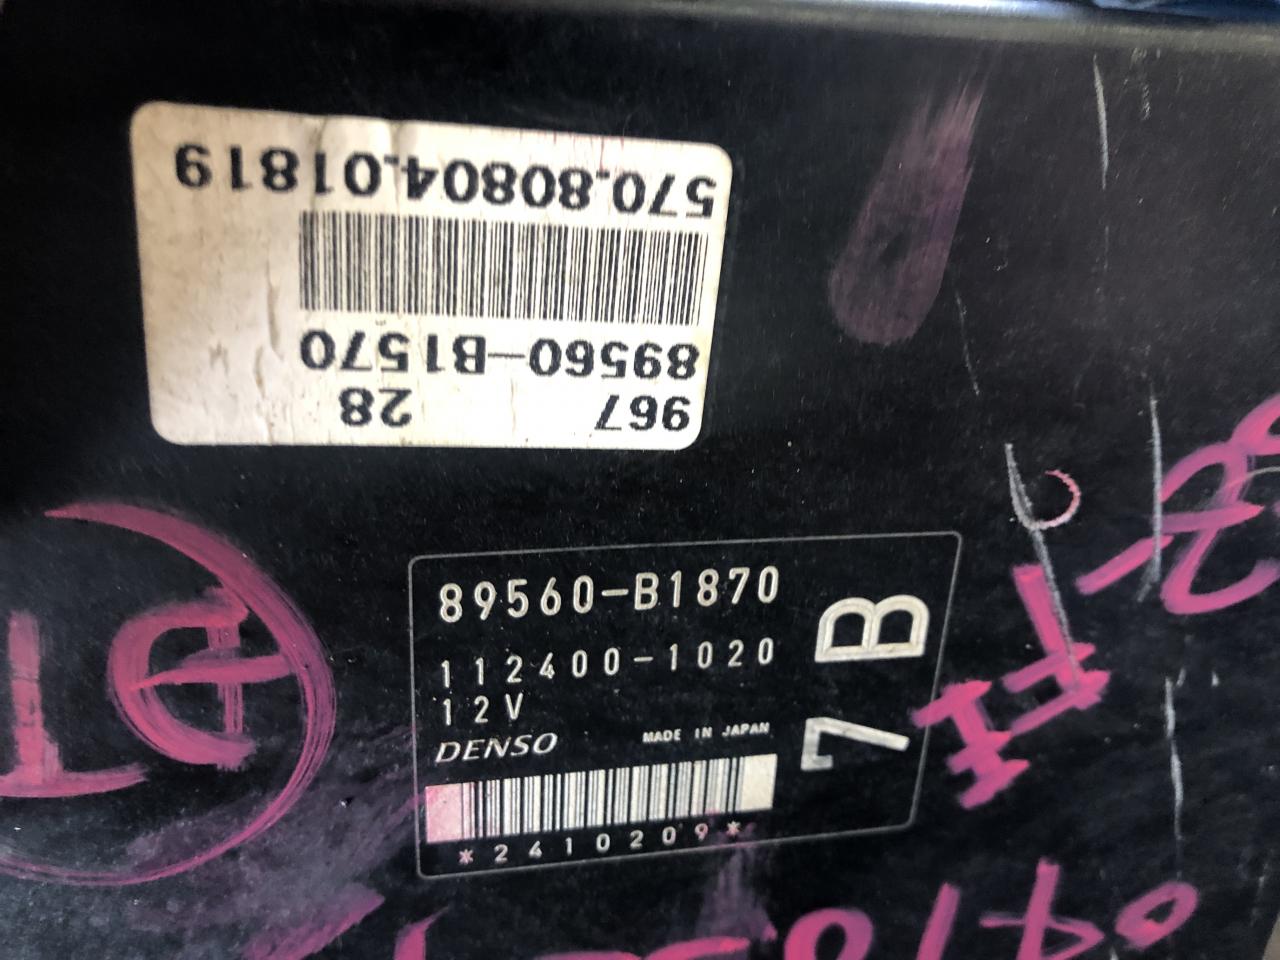 967 28
89560-B1570
570.80804.01819
89560-B1870
112400-1020
12V
DENSO MADE IN JAPAN
*2410209*
7B